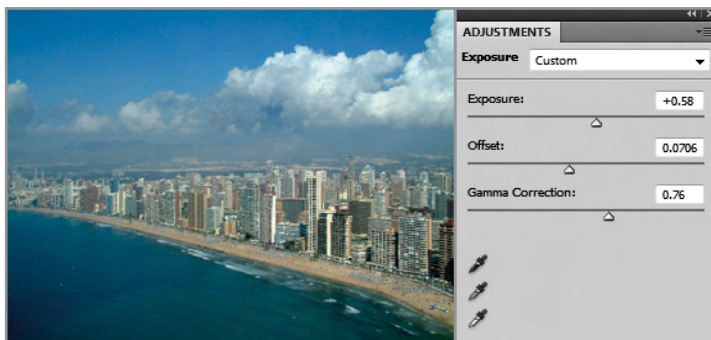 ADJUSTMENTS
Exposure Custom
Exposure: +0.58
Offset: 0.0706
Gamma Correction: 0.76